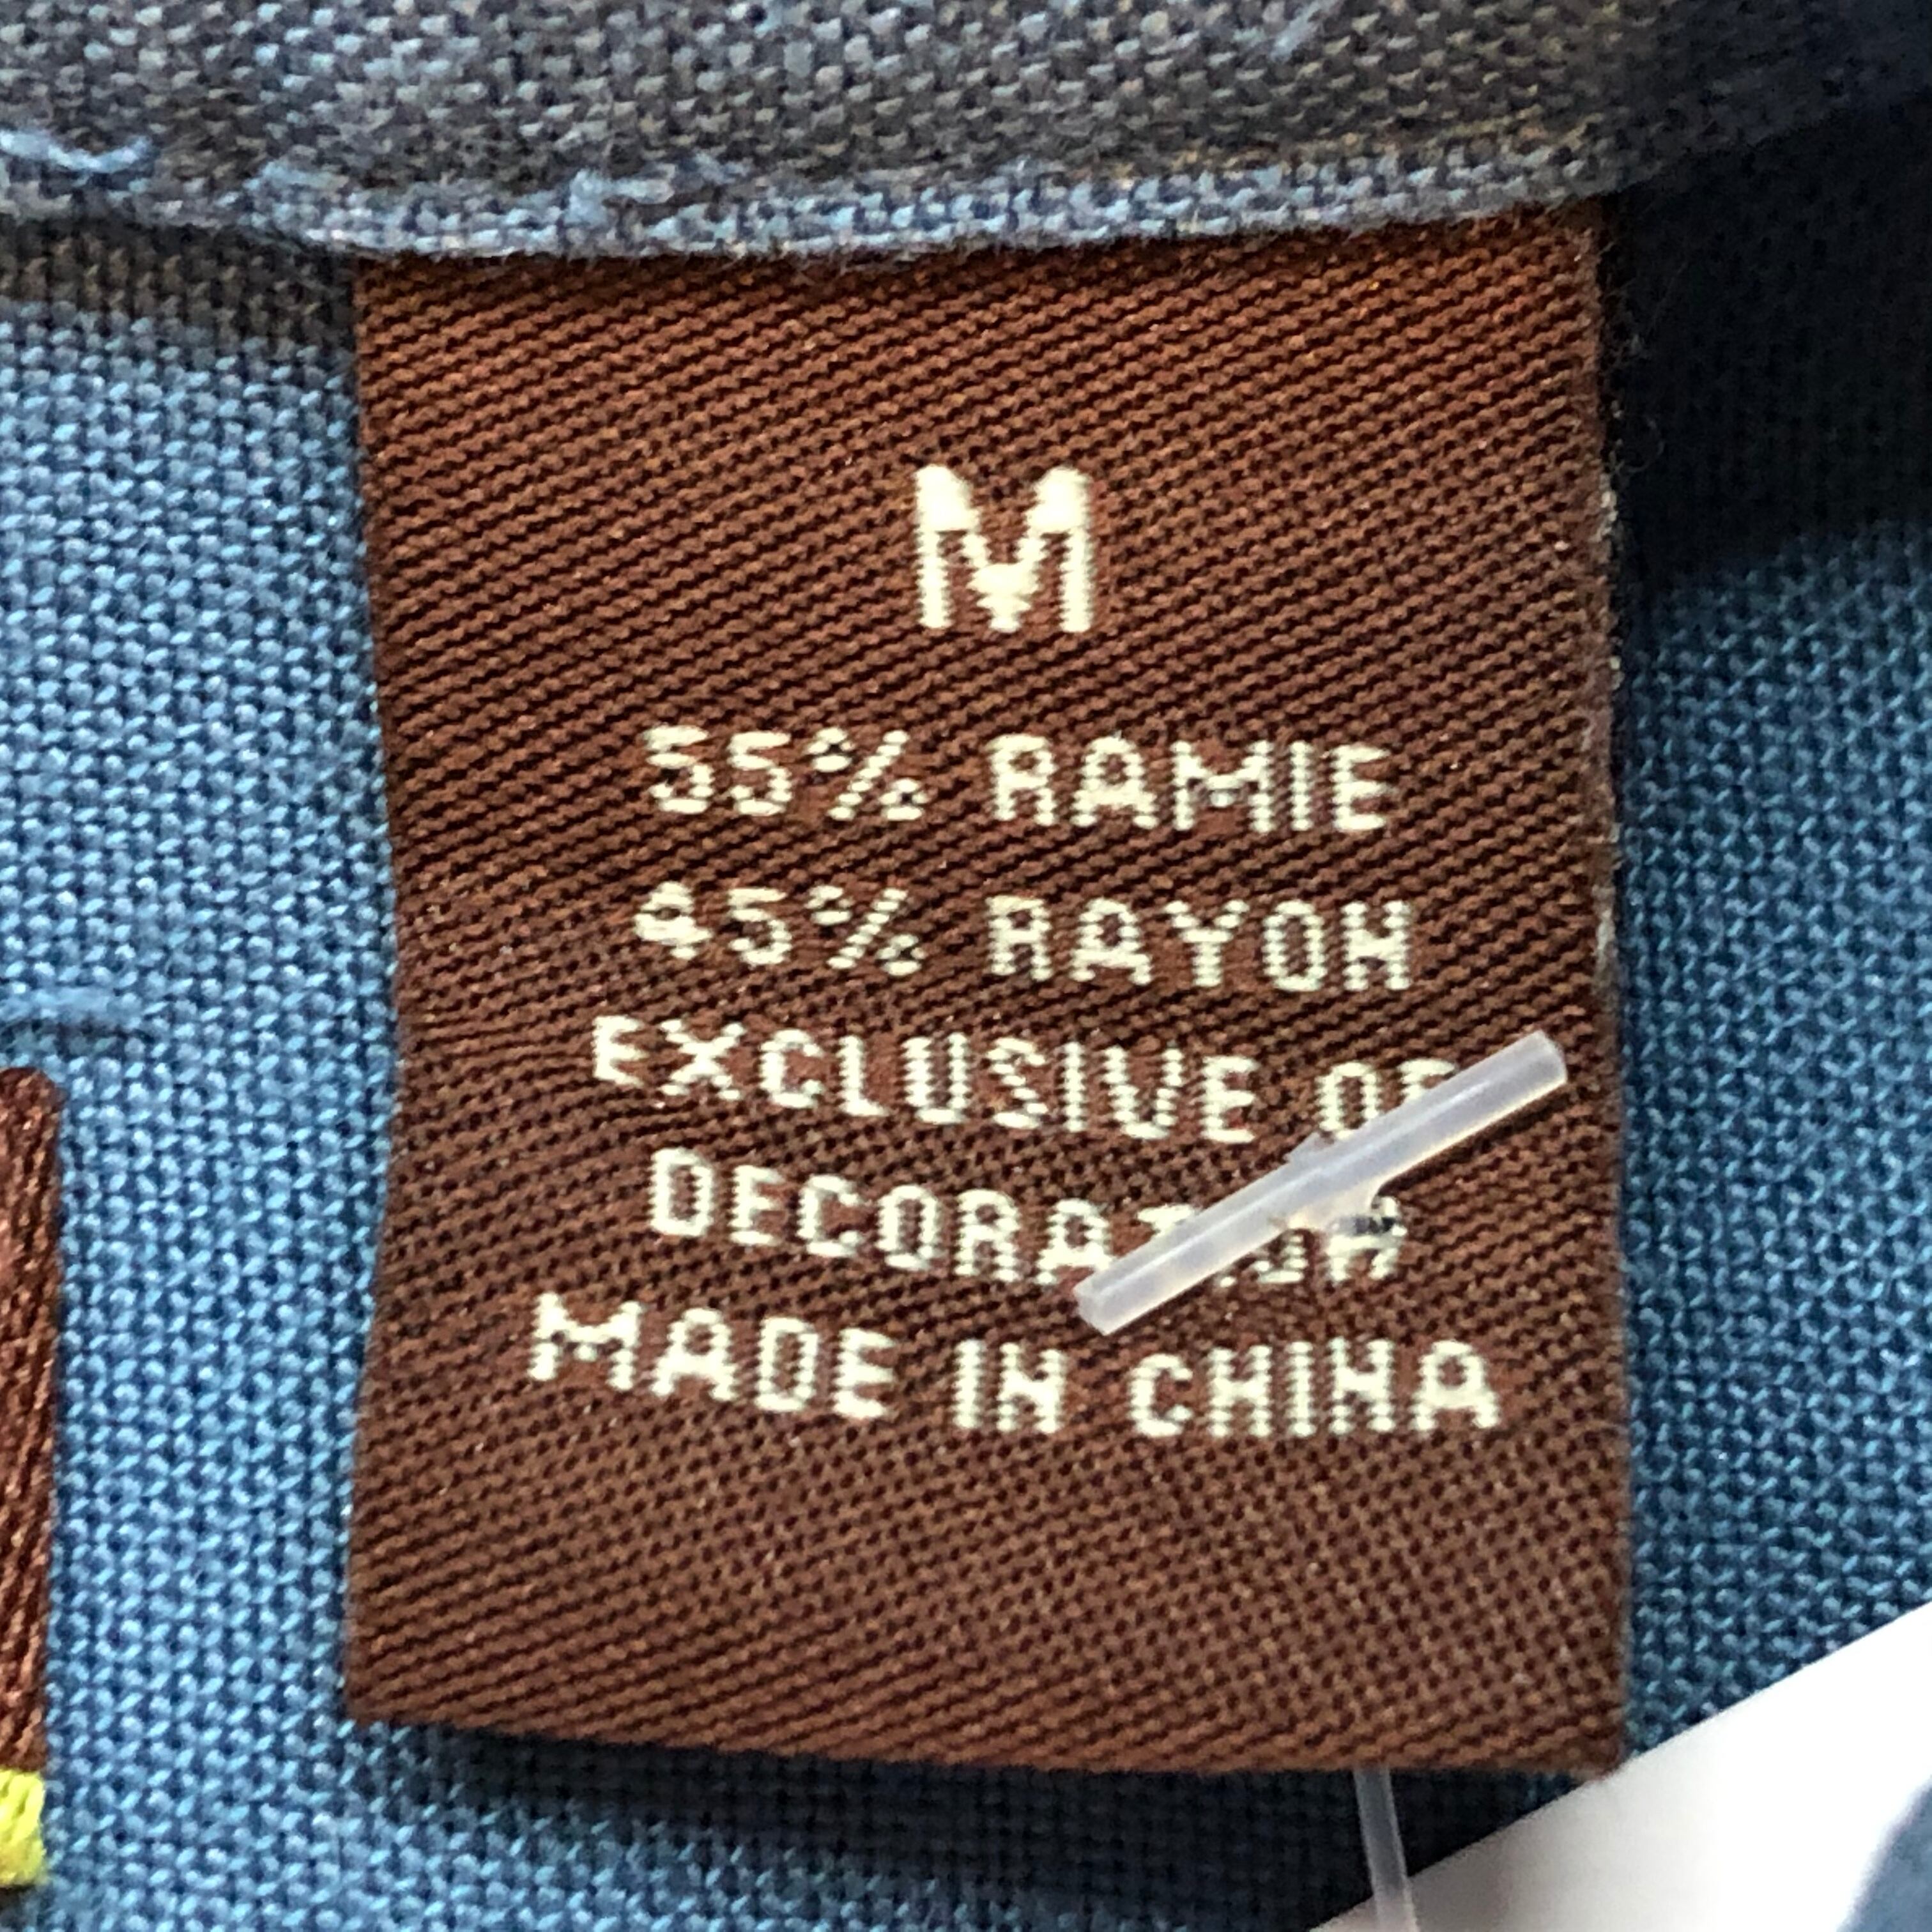 M
55% RAMIE
45% RAYON
EXCLUSIVE OF
DECORATION
MADE IN CHINA